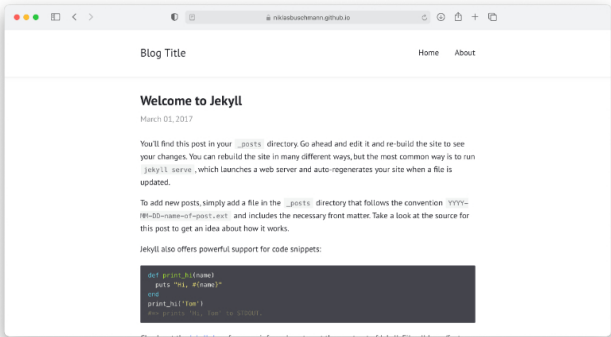 niklasbuschmann.github.io
Blog Title
Home About
Welcome to Jekyll
March 01, 2017
You'll find this post in your _posts directory. Go ahead and edit it and re-build the site to see
your changes. You can rebuild the site in many different ways, but the most common way is to run
jekyll serve, which launches a web server and auto-regenerates your site when a file is
updated.
To add new posts, simply add a file in the _posts directory that follows the convention YYYY-
MM-DD-name-of-post.ext and includes the necessary front matter. Take a look at the source for
this post to get an idea about how it works.
Jekyll also offers powerful support for code snippets:
def print_hi(name)
puts "Hi, #{name}"
end
print_hi('Tom')
#=> prints 'Hi, Tom' to STDOUT.